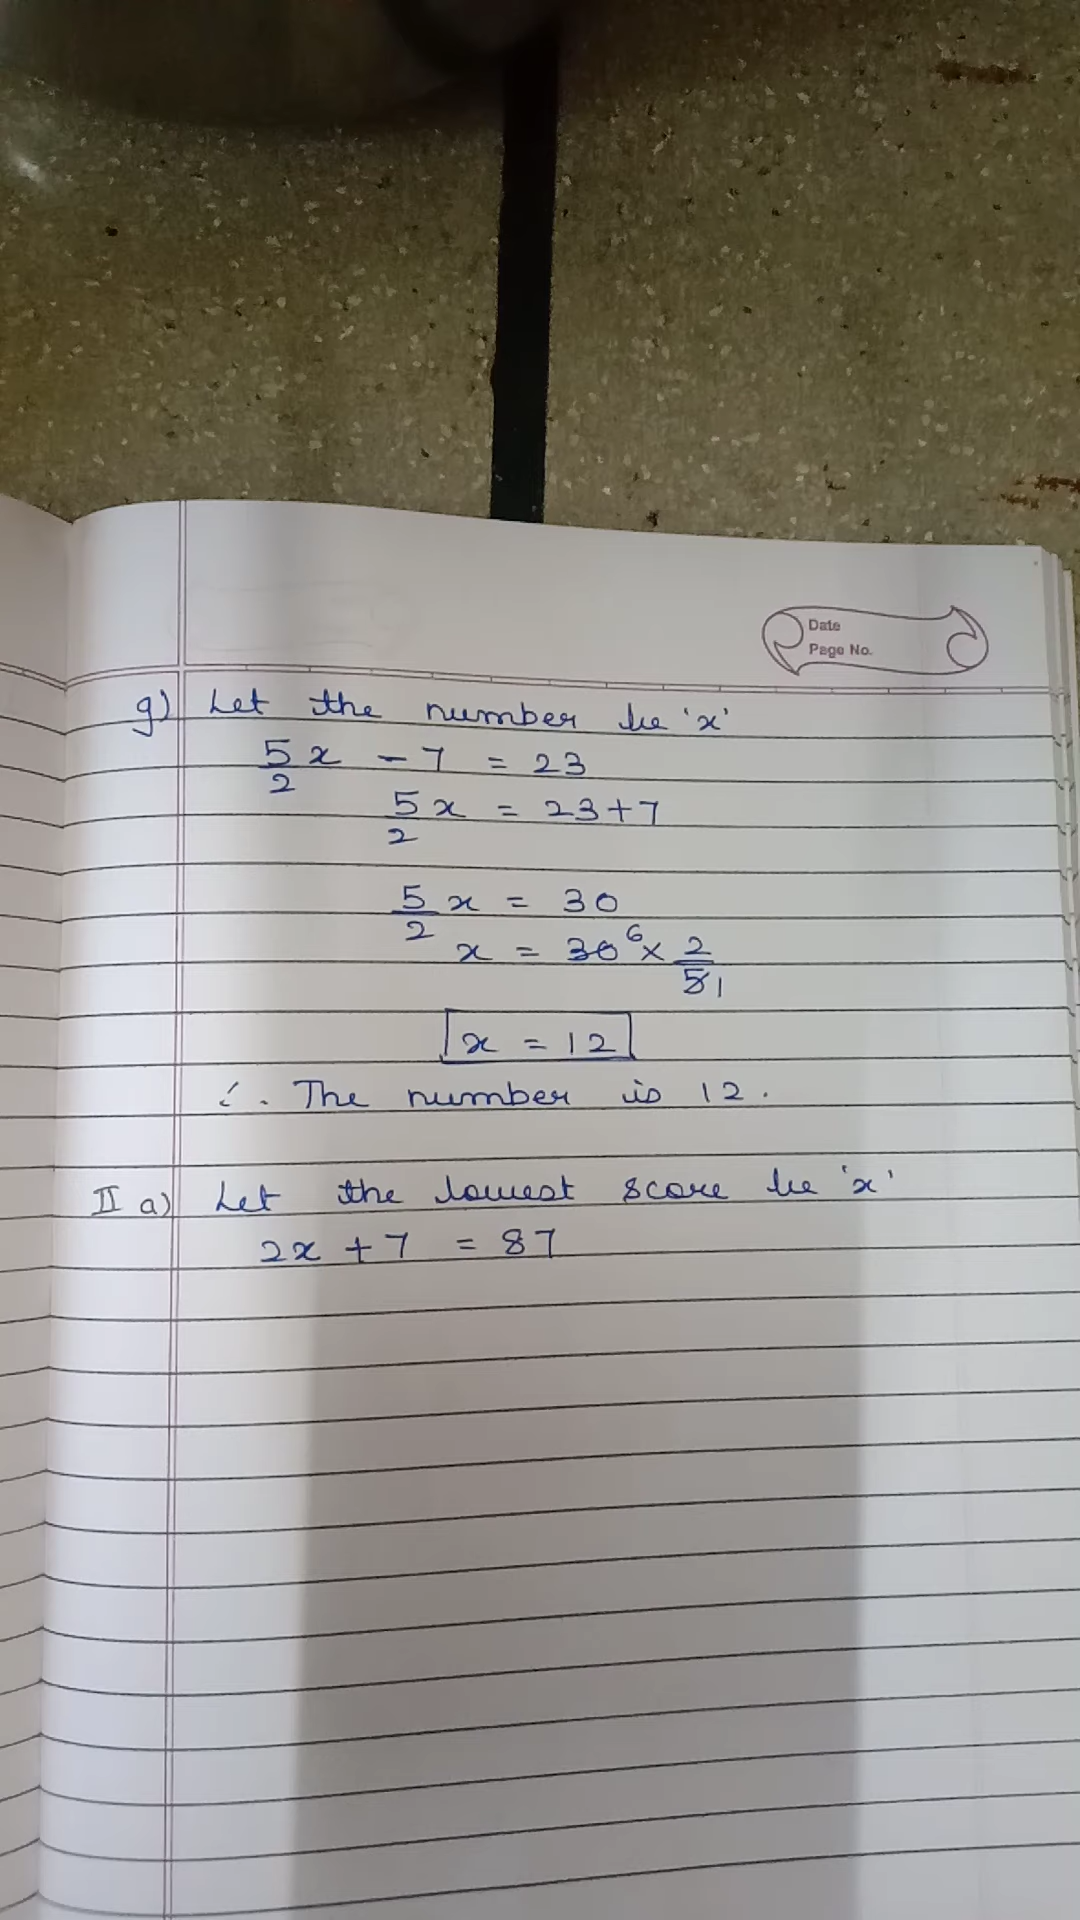 Date
Page No.
g) Let the number be 'x'
5/2 x - 7 = 23
5/2 x = 23+7
5/2 x = 30
x = 30 6 × 2/5 1
x = 12
∴ The number is 12.
II a) Let the lowest score be 'x'
2x + 7 = 87